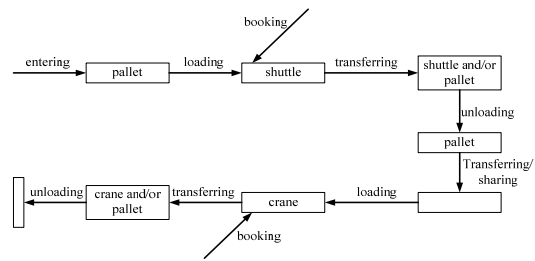 booking
entering
pallet
loading
shuttle
transferring
shuttle and/or
pallet
unloading
pallet
Transferring/
sharing
loading
crane
booking
transferring
crane and/or
pallet
unloading